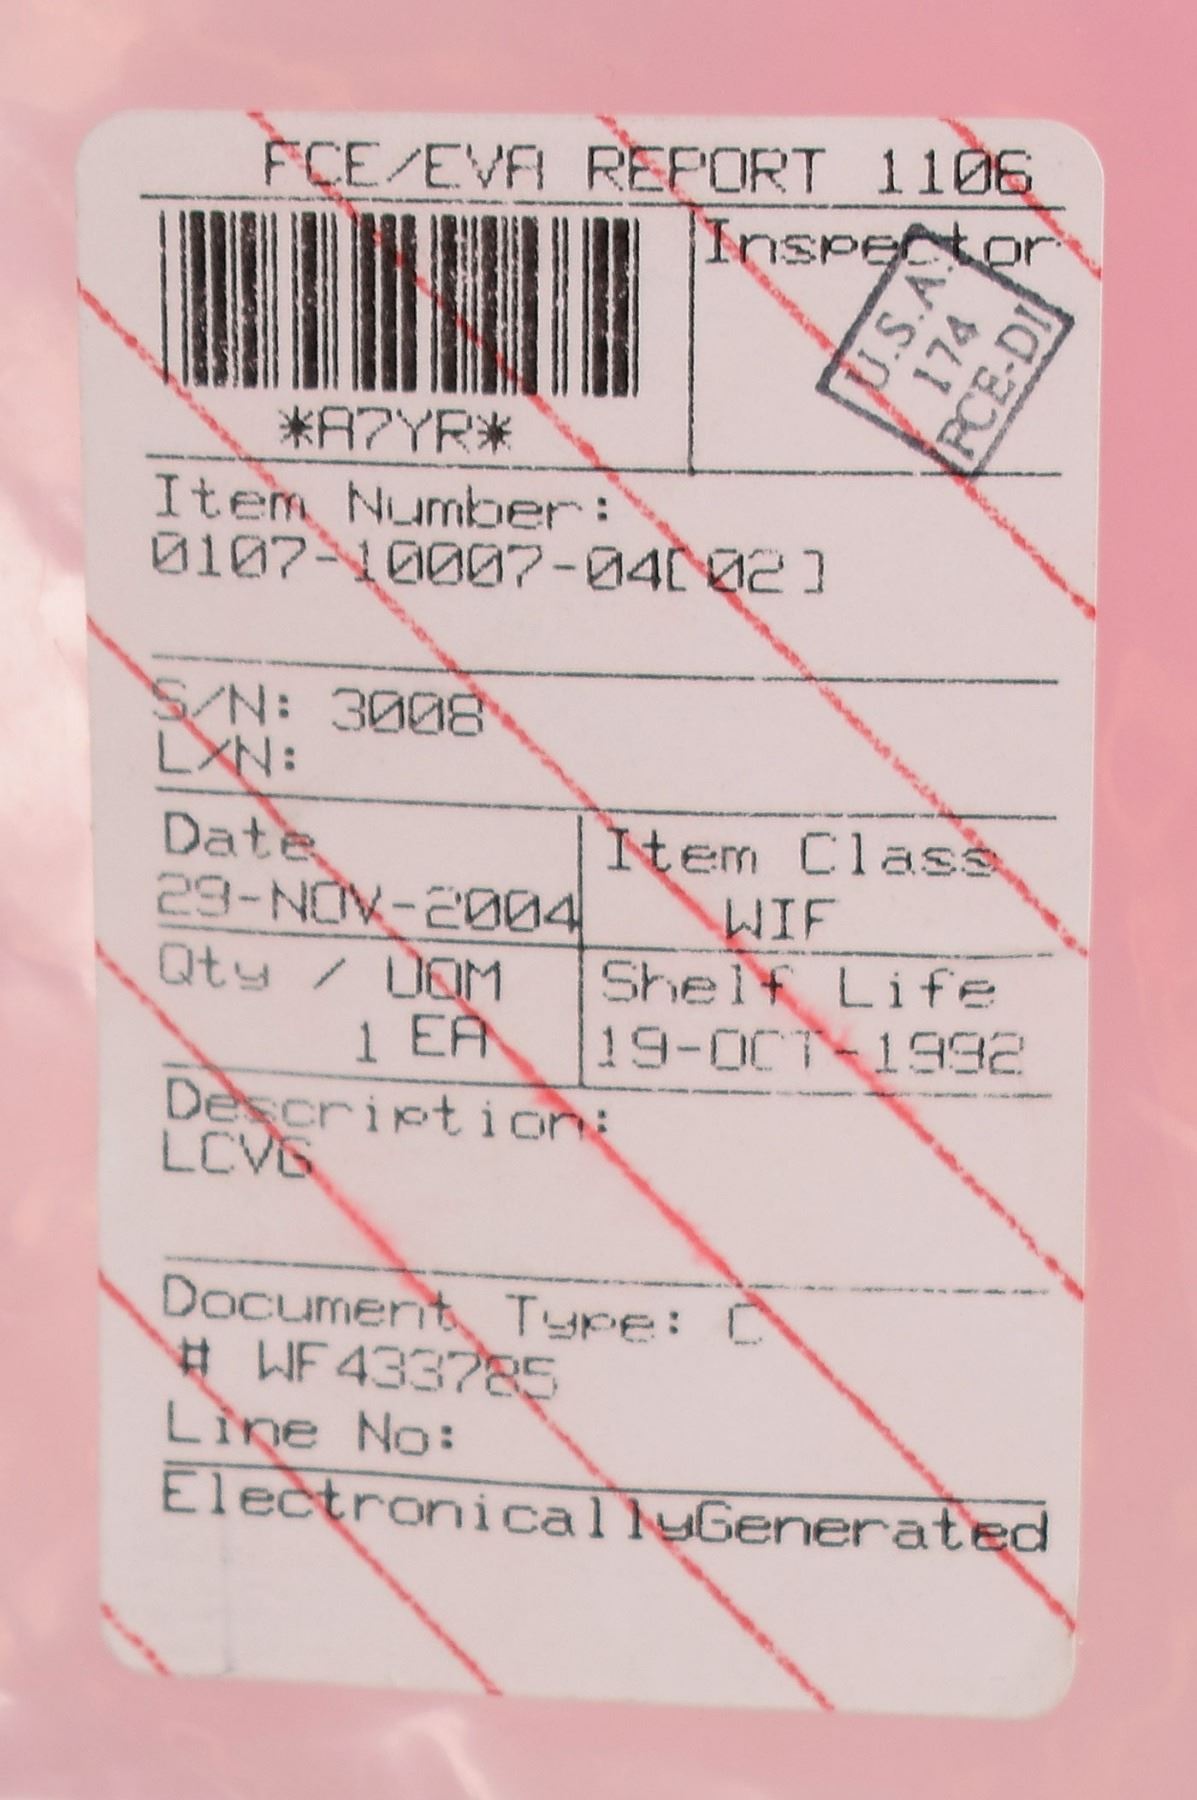 FCE/EVA REPORT 1106
Inspector
U.S.A.
174
PCE-DI
*A7YR*
Item Number:
0107-10007-04[02]
S/N: 3008
L/N:
Date
29-NOV-2004
Item Class
WIF
Qty / UOM
1 EA
Shelf Life
19-OCT-1992
Description:
LCVG
Document Type: C
# WF433785
Line No:
ElectronicallyGenerated